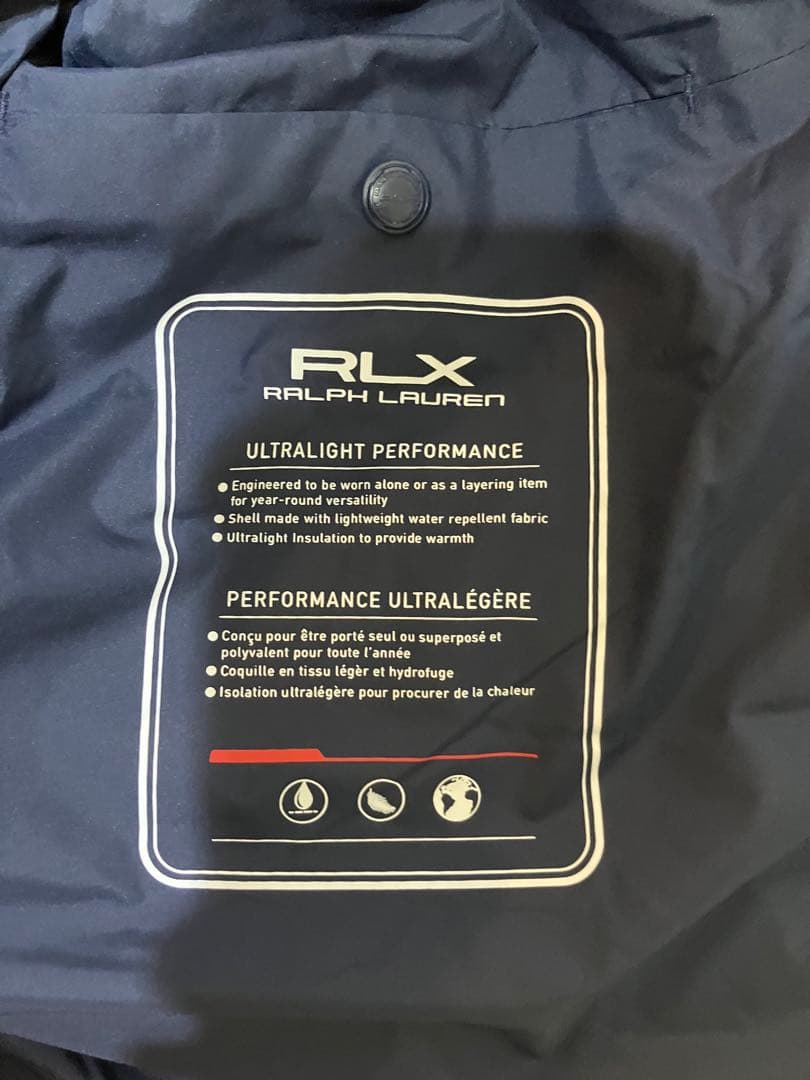 RLX
RALPH LAUREN
ULTRALIGHT PERFORMANCE
● Engineered to be worn alone or as a layering item
for year-round versatility
● Shell made with lightweight water repellent fabric
● Ultralight Insulation to provide warmth
PERFORMANCE ULTRALÉGÈRE
● Conçu pour être porté seul ou superposé et
polyvalent pour toute l'année
● Coquille en tissu légèr et hydrofuge
● Isolation ultralégère pour procurer de la chaleur